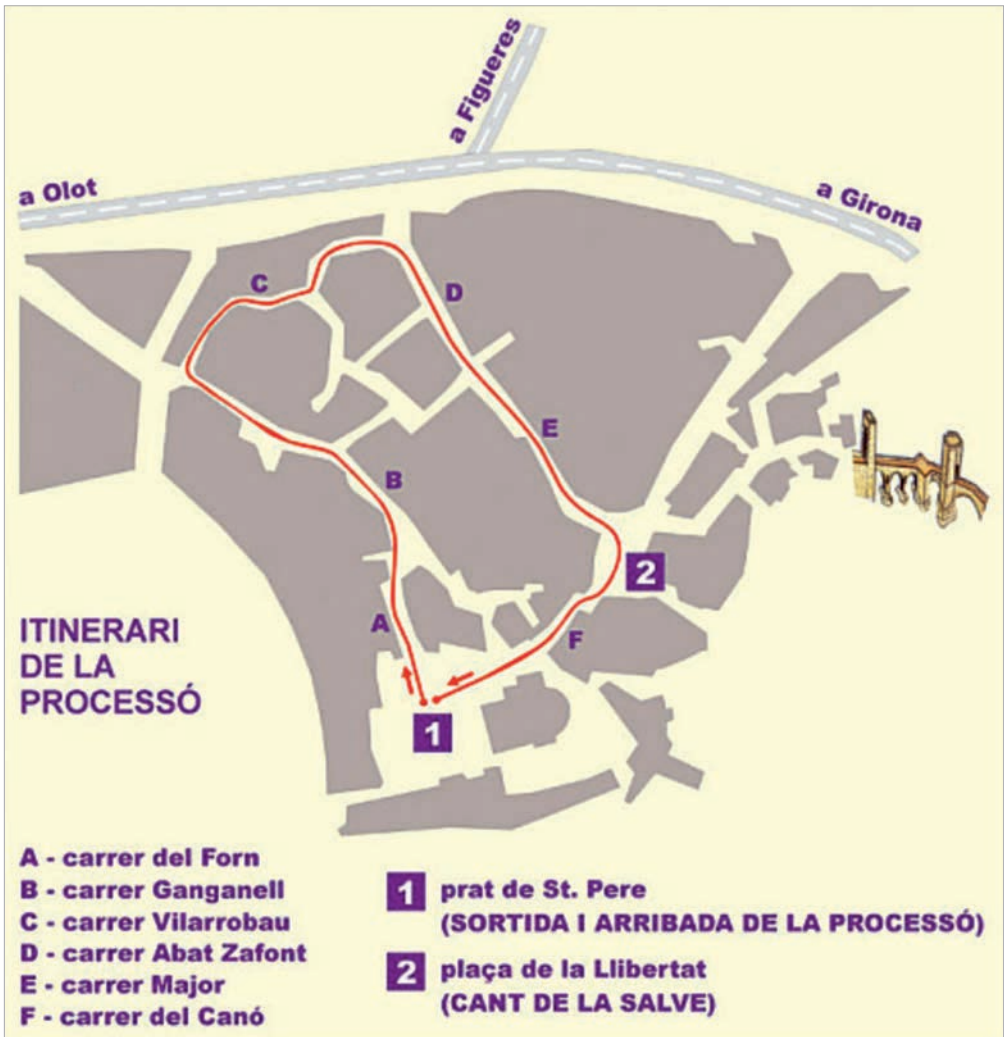 a Figueres
a Olot
a Girona
C
D
E
B
2
A
F
ITINERARI
DE LA
PROCESSÓ
1
A - carrer del Forn
B - carrer Ganganell
C - carrer Vilarrobau
D - carrer Abat Zafont
E - carrer Major
F - carrer del Canó
1 prat de St. Pere
(SORTIDA I ARRIBADA DE LA PROCESSÓ)
2 plaça de la Llibertat
(CANT DE LA SALVE)